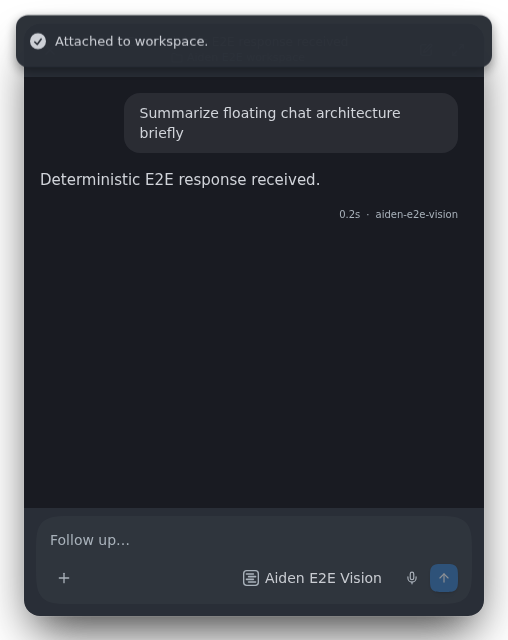 Attached to workspace.
Summarize floating chat architecture
briefly
Deterministic E2E response received.
0.2s · aiden-e2e-vision
Follow up...
Aiden E2E Vision